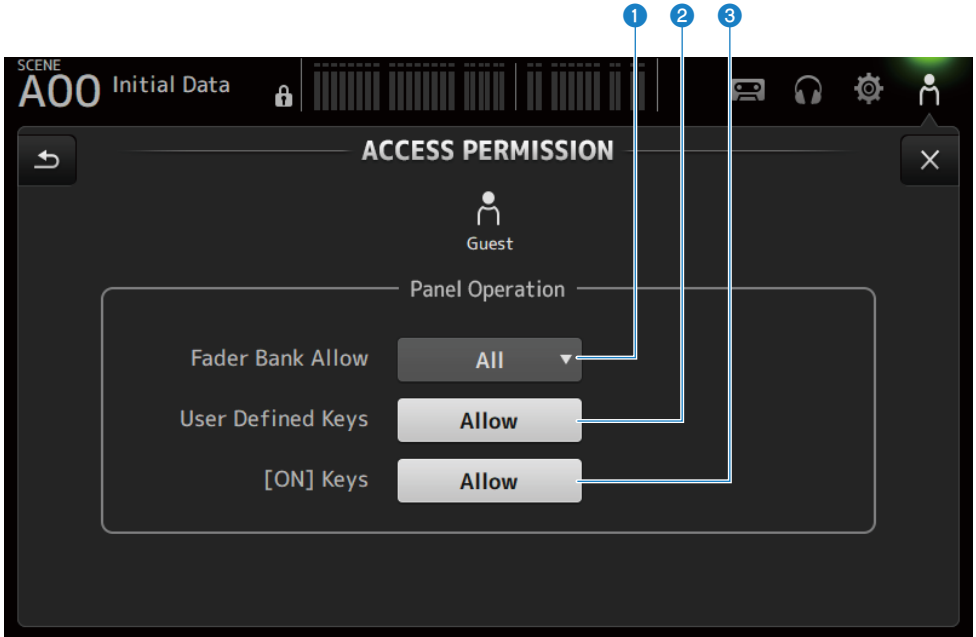 1 2 3
SCENE
A00 Initial Data
ACCESS PERMISSION
Guest
Panel Operation
Fader Bank Allow All
User Defined Keys Allow
[ON] Keys Allow